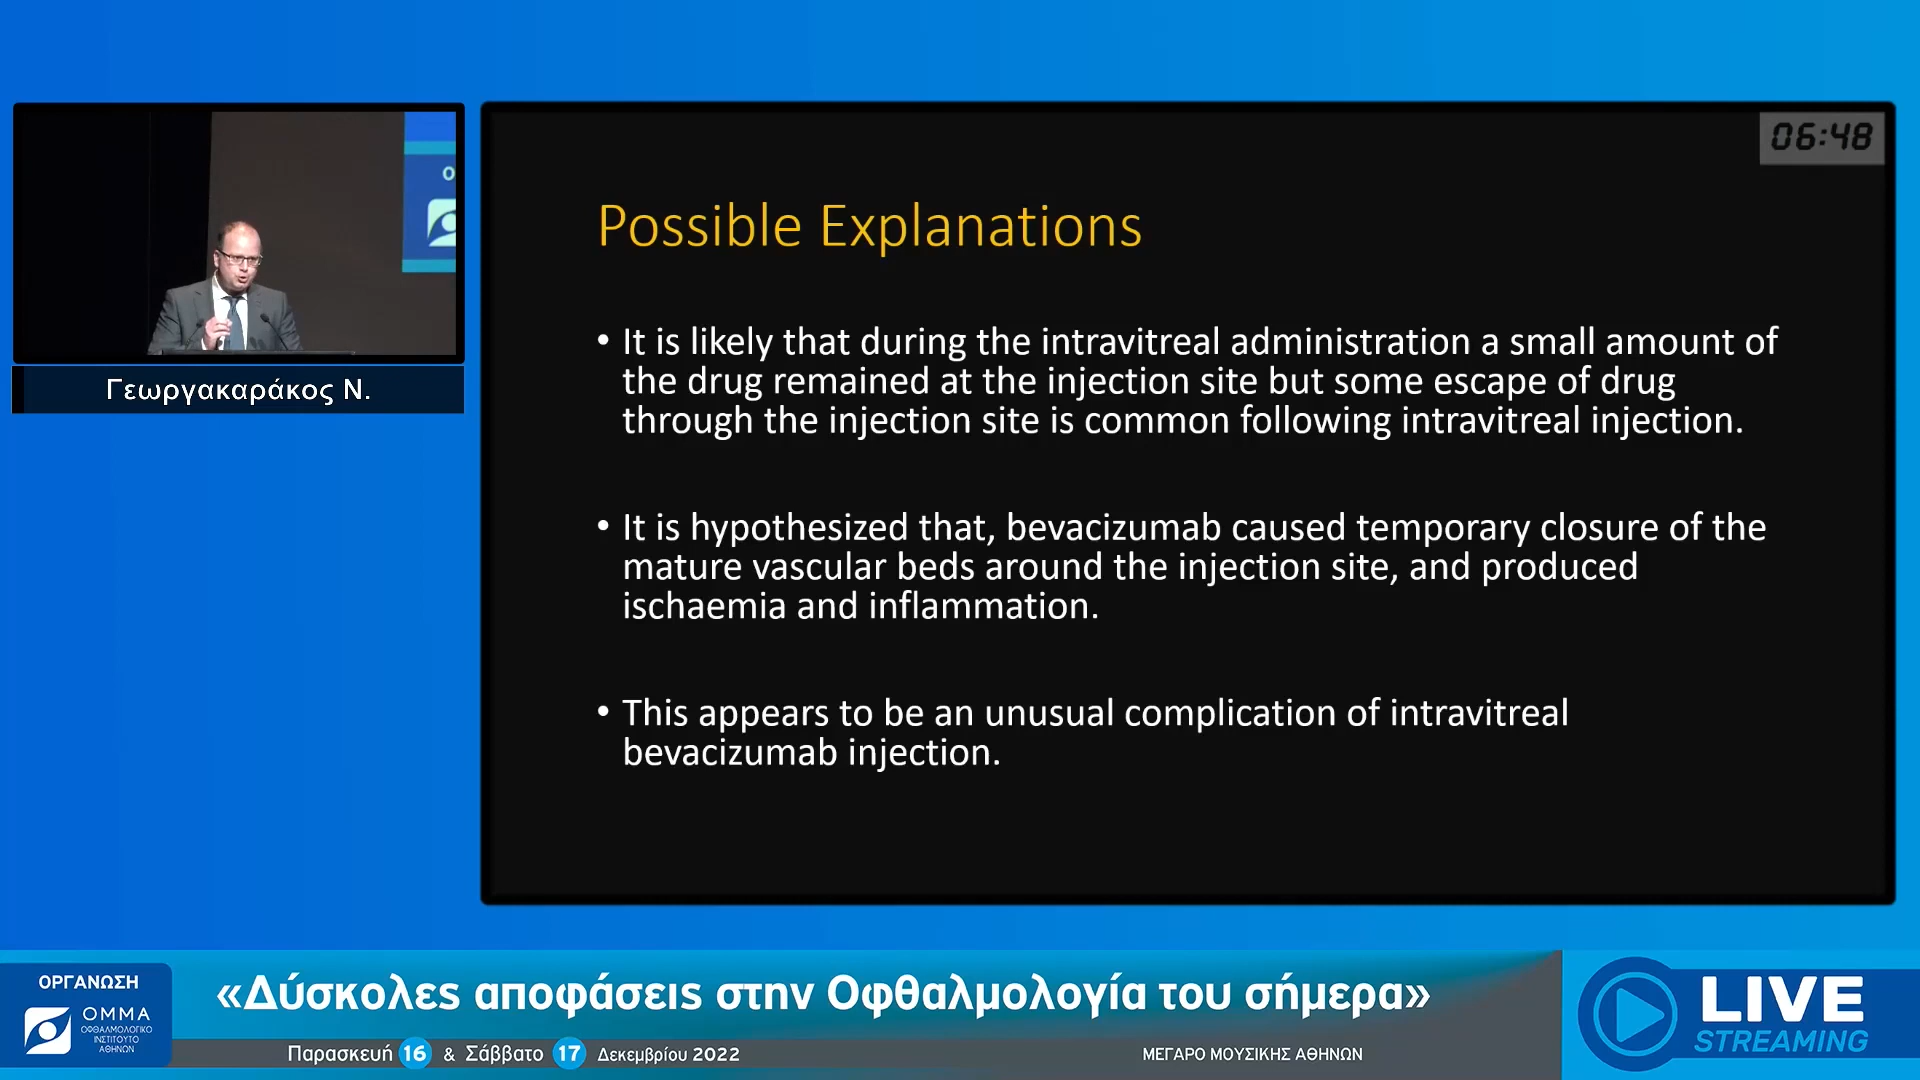 06:48
Possible Explanations
• It is likely that during the intravitreal administration a small amount of
the drug remained at the injection site but some escape of drug
through the injection site is common following intravitreal injection.
• It is hypothesized that, bevacizumab caused temporary closure of the
mature vascular beds around the injection site, and produced
ischaemia and inflammation.
• This appears to be an unusual complication of intravitreal
bevacizumab injection.
Ο
Γεωργακαράκος Ν.
ΟΡΓΑΝΩΣΗ
ΟΜΜΑ
ΟΦΘΑΛΜΟΛΟΓΙΚΟ
ΙΝΣΤΙΤΟΥΤΟ
ΑΘΗΝΩΝ
«Δύσκολες αποφάσεις στην Οφθαλμολογία του σήμερα»
Παρασκευή 16 & Σάββατο 17 Δεκεμβρίου 2022
ΜΕΓΑΡΟ ΜΟΥΣΙΚΗΣ ΑΘΗΝΩΝ
LIVE
STREAMING